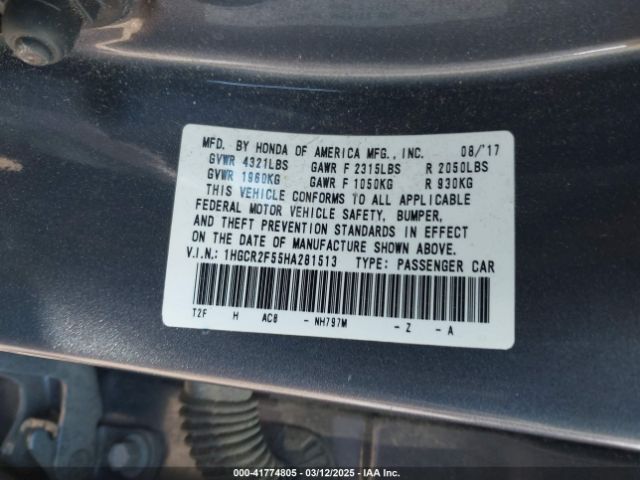 MFD. BY HONDA OF AMERICA MFG., INC. 08/'17
GVWR 4321LBS GAWR F 2315LBS R 2050LBS
GVWR 1960KG GAWR F 1050KG R 930KG
THIS VEHICLE CONFORMS TO ALL APPLICABLE
FEDERAL MOTOR VEHICLE SAFETY, BUMPER,
AND THEFT PREVENTION STANDARDS IN EFFECT
ON THE DATE OF MANUFACTURE SHOWN ABOVE.
V.I.N.: 1HGCR2F55HA281513 TYPE: PASSENGER CAR
T2F H AC8 - NH797M - Z - A
000-41774805 - 03/12/2025 - IAA Inc.